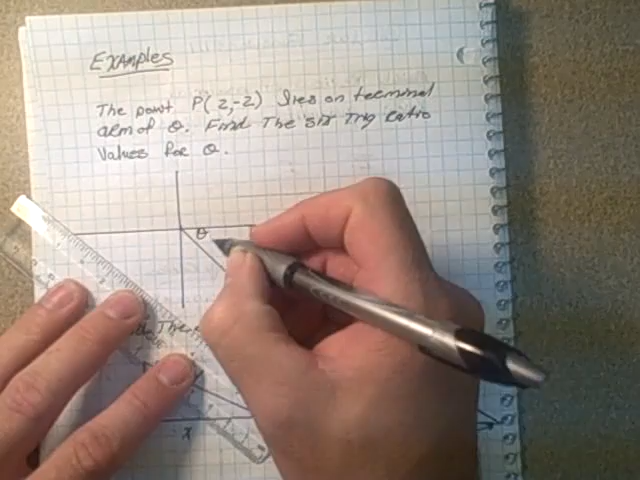 Examples
The point P(2,-2) lies on terminal
arm of θ. Find The six Trig ratio
Values for θ.
θ
x